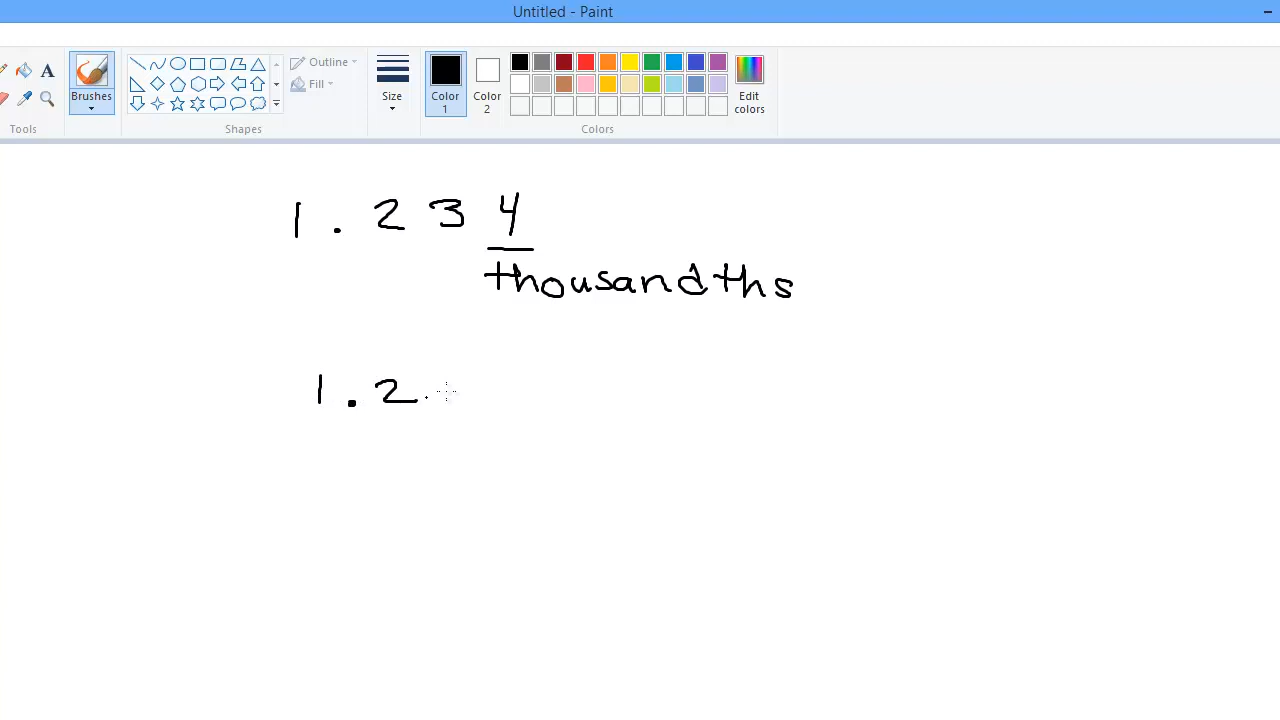 Untitled - Paint
A
Brushes
Outline
Fill
Size
Color 1
Color 2
Edit colors
Tools
Shapes
Colors
1 . 2 3 4
thousandths
1 . 2